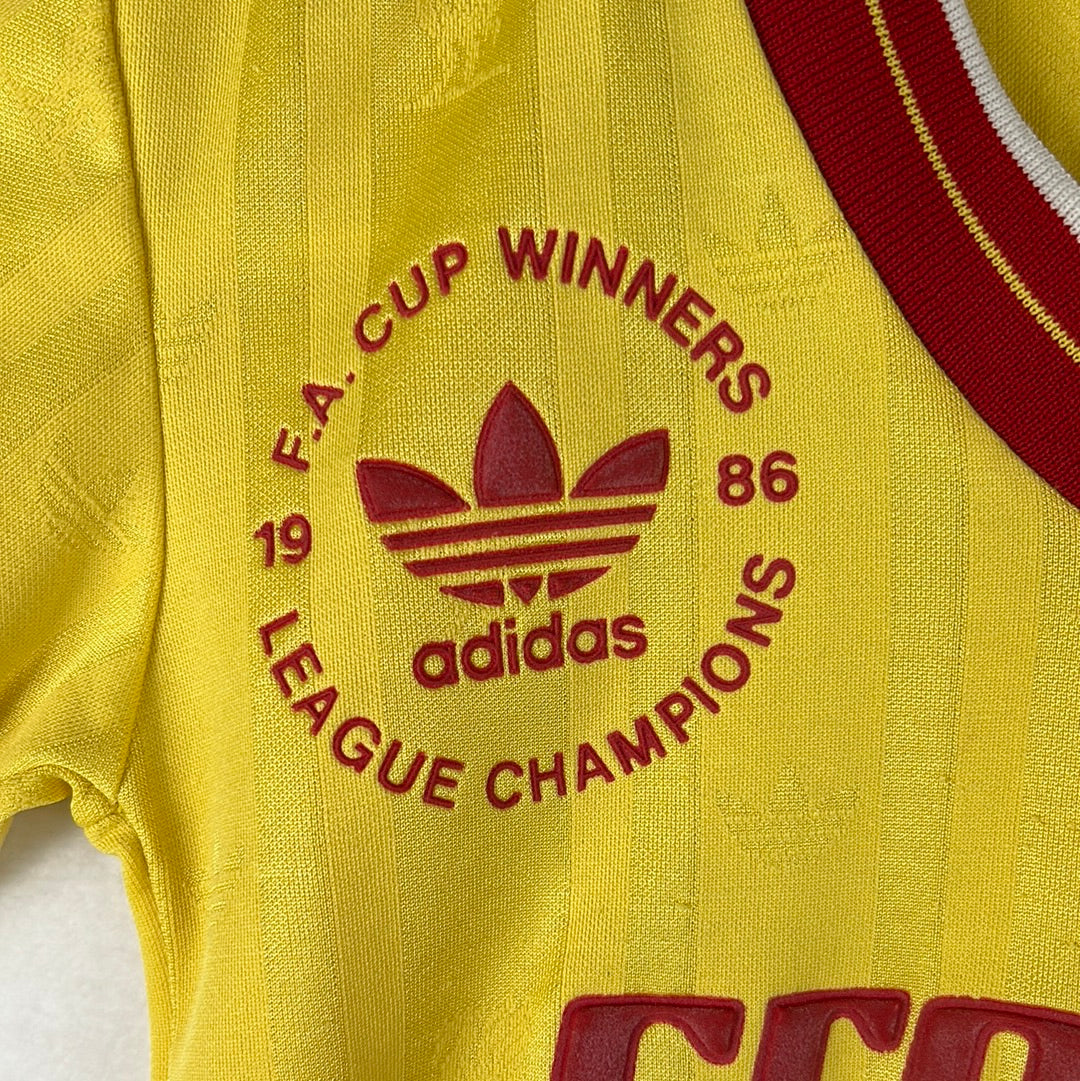 F.A. CUP WINNERS
19 86
adidas
LEAGUE CHAMPIONS